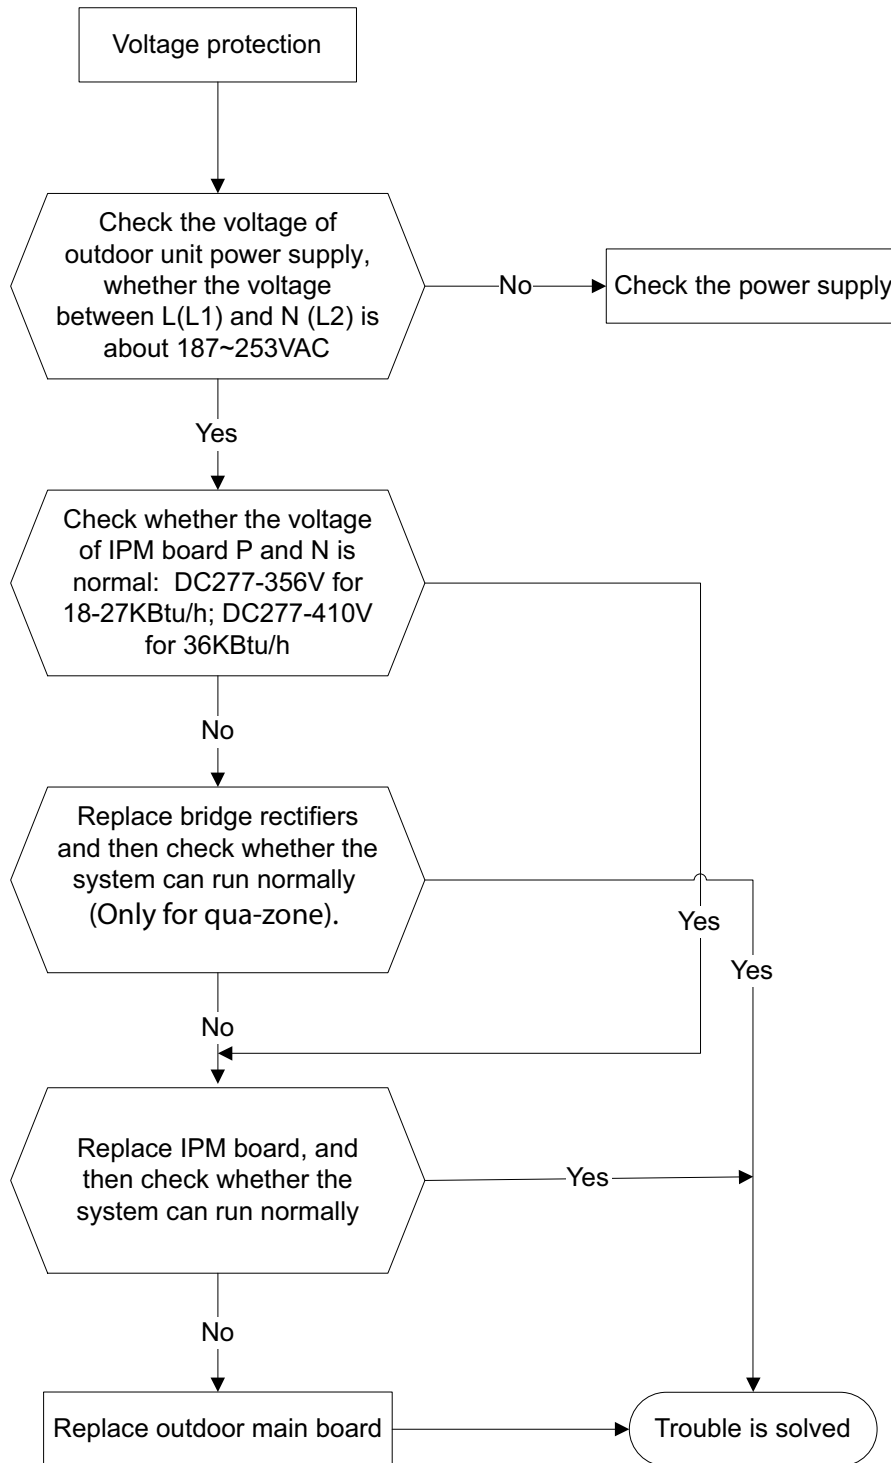 Voltage protection
Check the voltage of
outdoor unit power supply,
whether the voltage
between L(L1) and N (L2) is
about 187~253VAC
No
Check the power supply
Yes
Check whether the voltage
of IPM board P and N is
normal:  DC277-356V for
18-27KBtu/h; DC277-410V
for 36KBtu/h
No
Replace bridge rectifiers
and then check whether the
system can run normally
(Only for qua-zone).
Yes
Yes
No
Replace IPM board, and
then check whether the
system can run normally
Yes
No
Replace outdoor main board
Trouble is solved